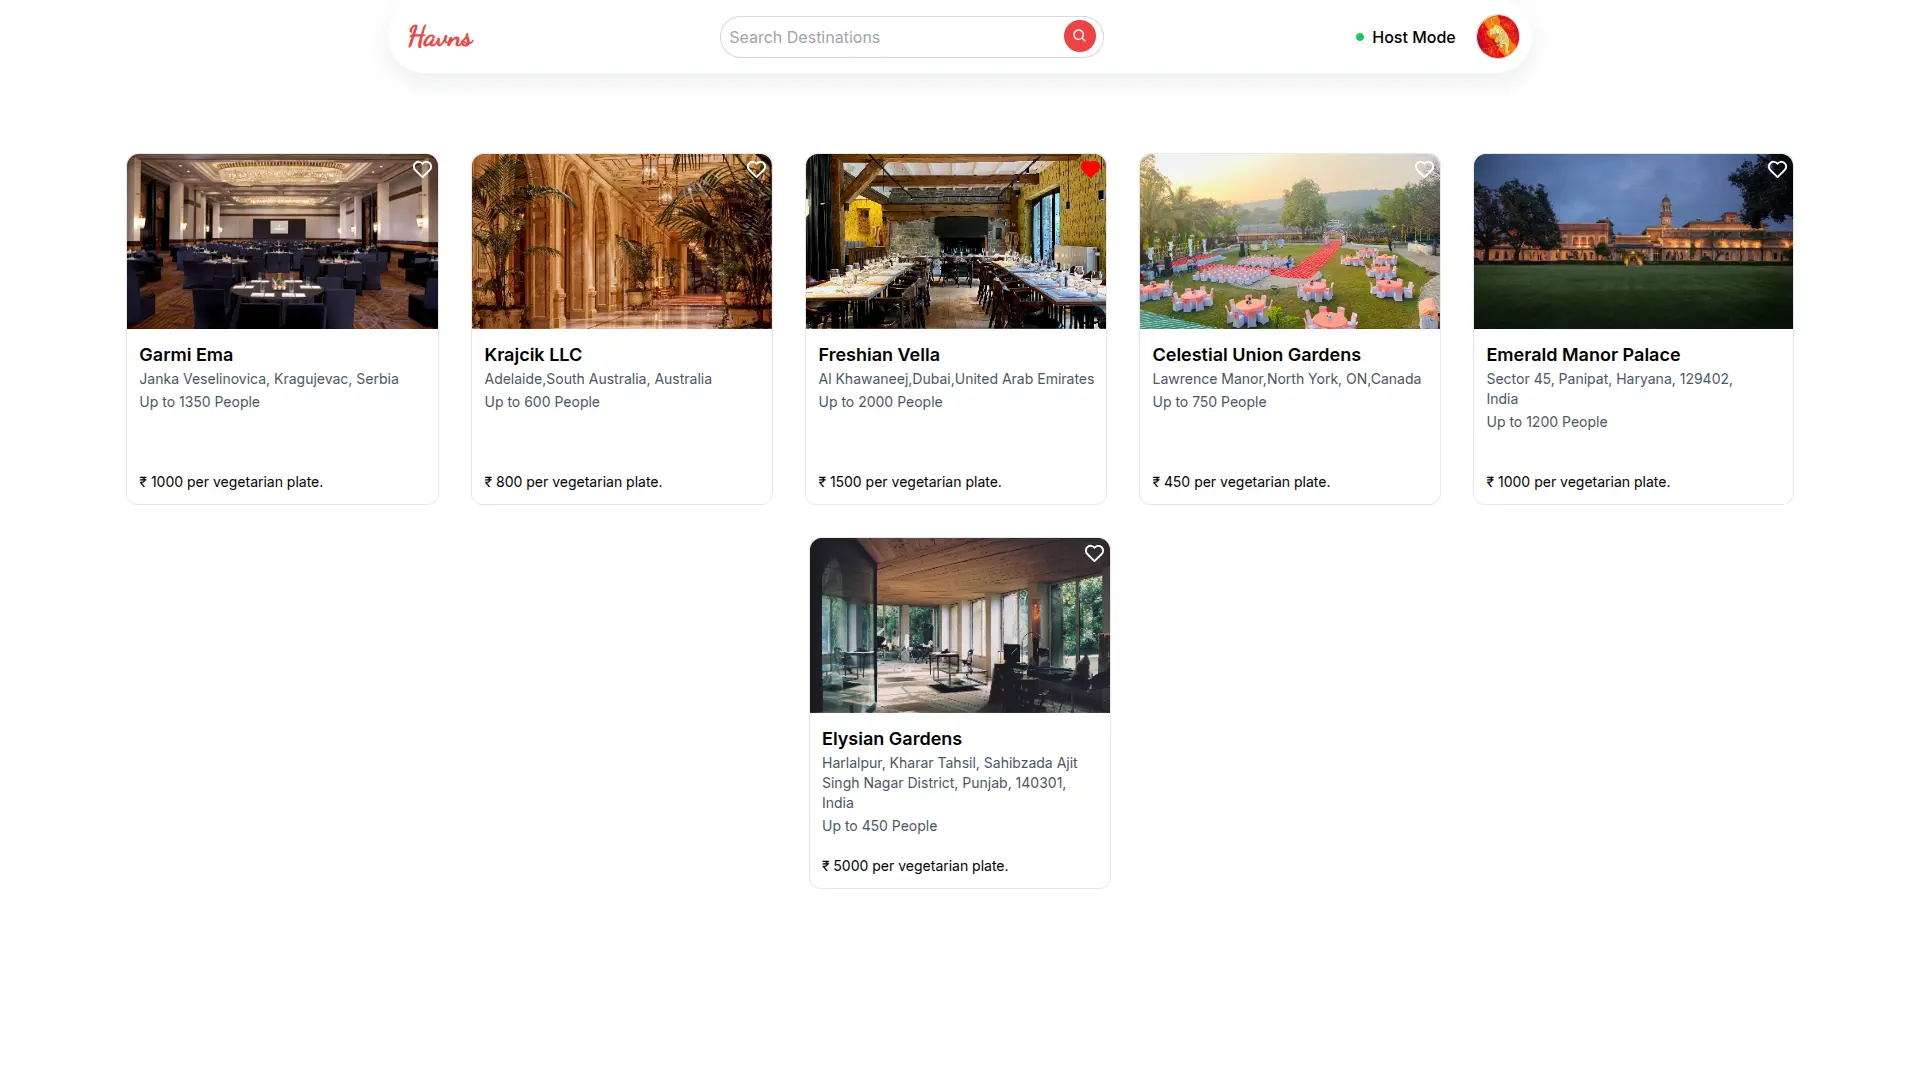 Havns
Search Destinations
Host Mode
Garmi Ema
Janka Veselinovica, Kragujevac, Serbia
Up to 1350 People
₹ 1000 per vegetarian plate.
Krajcik LLC
Adelaide,South Australia, Australia
Up to 600 People
₹ 800 per vegetarian plate.
Freshian Vella
Al Khawaneej,Dubai,United Arab Emirates
Up to 2000 People
₹ 1500 per vegetarian plate.
Celestial Union Gardens
Lawrence Manor,North York, ON,Canada
Up to 750 People
₹ 450 per vegetarian plate.
Emerald Manor Palace
Sector 45, Panipat, Haryana, 129402,
India
Up to 1200 People
₹ 1000 per vegetarian plate.
Elysian Gardens
Harlalpur, Kharar Tahsil, Sahibzada Ajit
Singh Nagar District, Punjab, 140301,
India
Up to 450 People
₹ 5000 per vegetarian plate.